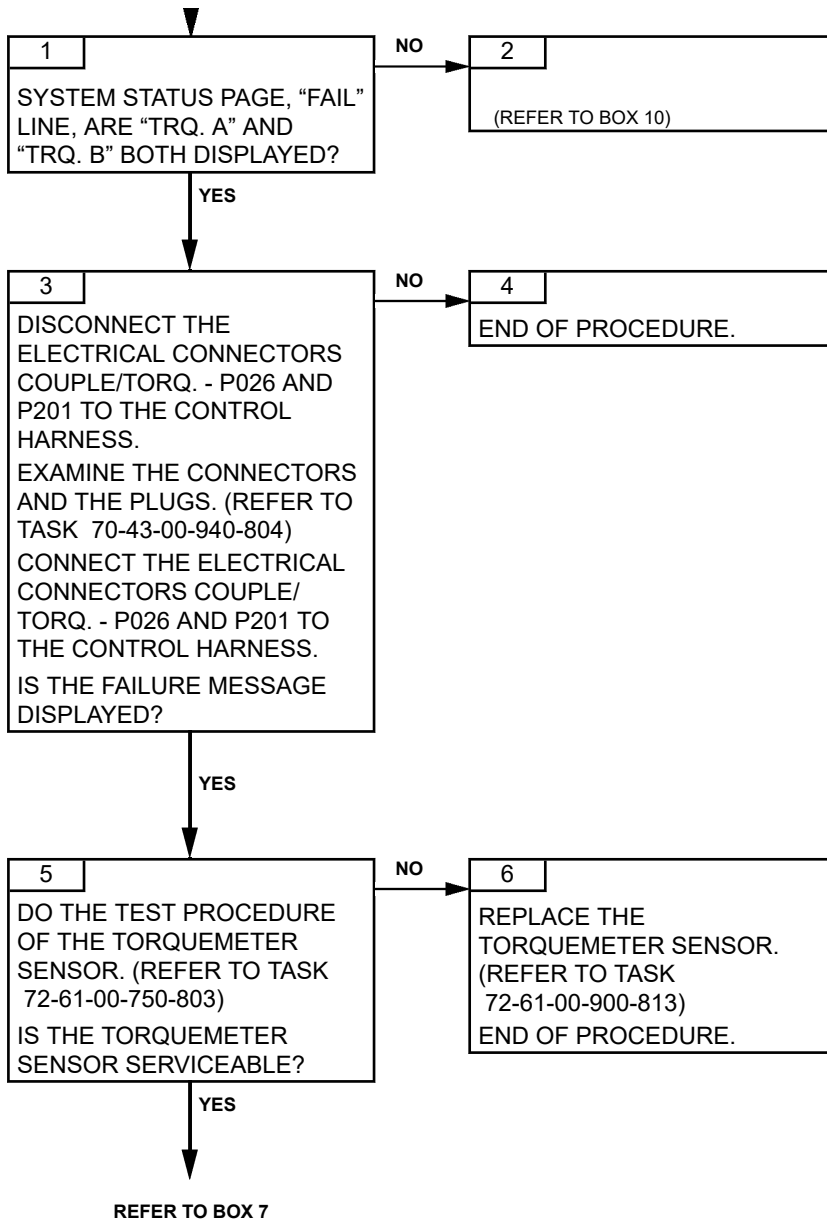 1
SYSTEM STATUS PAGE, “FAIL”
LINE, ARE “TRQ. A” AND
“TRQ. B” BOTH DISPLAYED?
NO
2
(REFER TO BOX 10)
YES
3
DISCONNECT THE
ELECTRICAL CONNECTORS
COUPLE/TORQ. - P026 AND
P201 TO THE CONTROL
HARNESS.
EXAMINE THE CONNECTORS
AND THE PLUGS. (REFER TO
TASK 70-43-00-940-804)
CONNECT THE ELECTRICAL
CONNECTORS COUPLE/
TORQ. - P026 AND P201 TO
THE CONTROL HARNESS.
IS THE FAILURE MESSAGE
DISPLAYED?
NO
4
END OF PROCEDURE.
YES
5
DO THE TEST PROCEDURE
OF THE TORQUEMETER
SENSOR. (REFER TO TASK
72-61-00-750-803)
IS THE TORQUEMETER
SENSOR SERVICEABLE?
NO
6
REPLACE THE
TORQUEMETER SENSOR.
(REFER TO TASK
72-61-00-900-813)
END OF PROCEDURE.
YES
REFER TO BOX 7